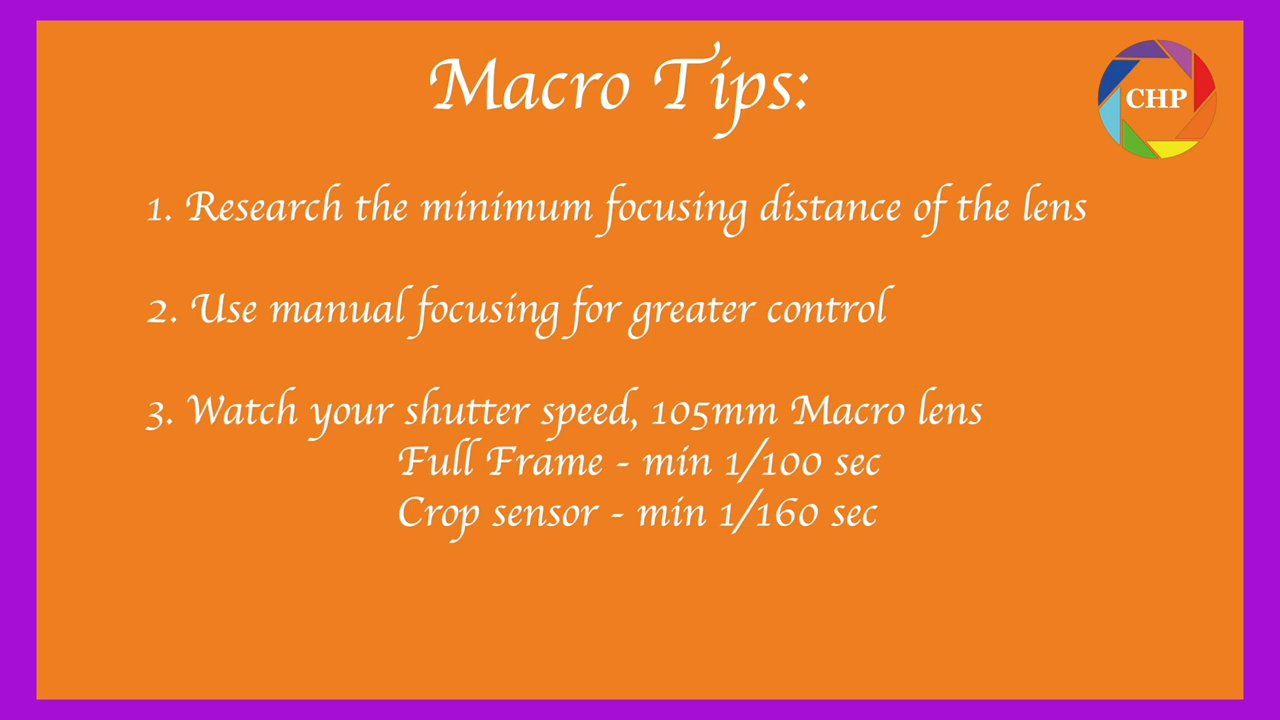 Macro Tips:
CHP
1. Research the minimum focusing distance of the lens
2. Use manual focusing for greater control
3. Watch your shutter speed, 105mm Macro lens
Full Frame - min 1/100 sec
Crop sensor - min 1/160 sec